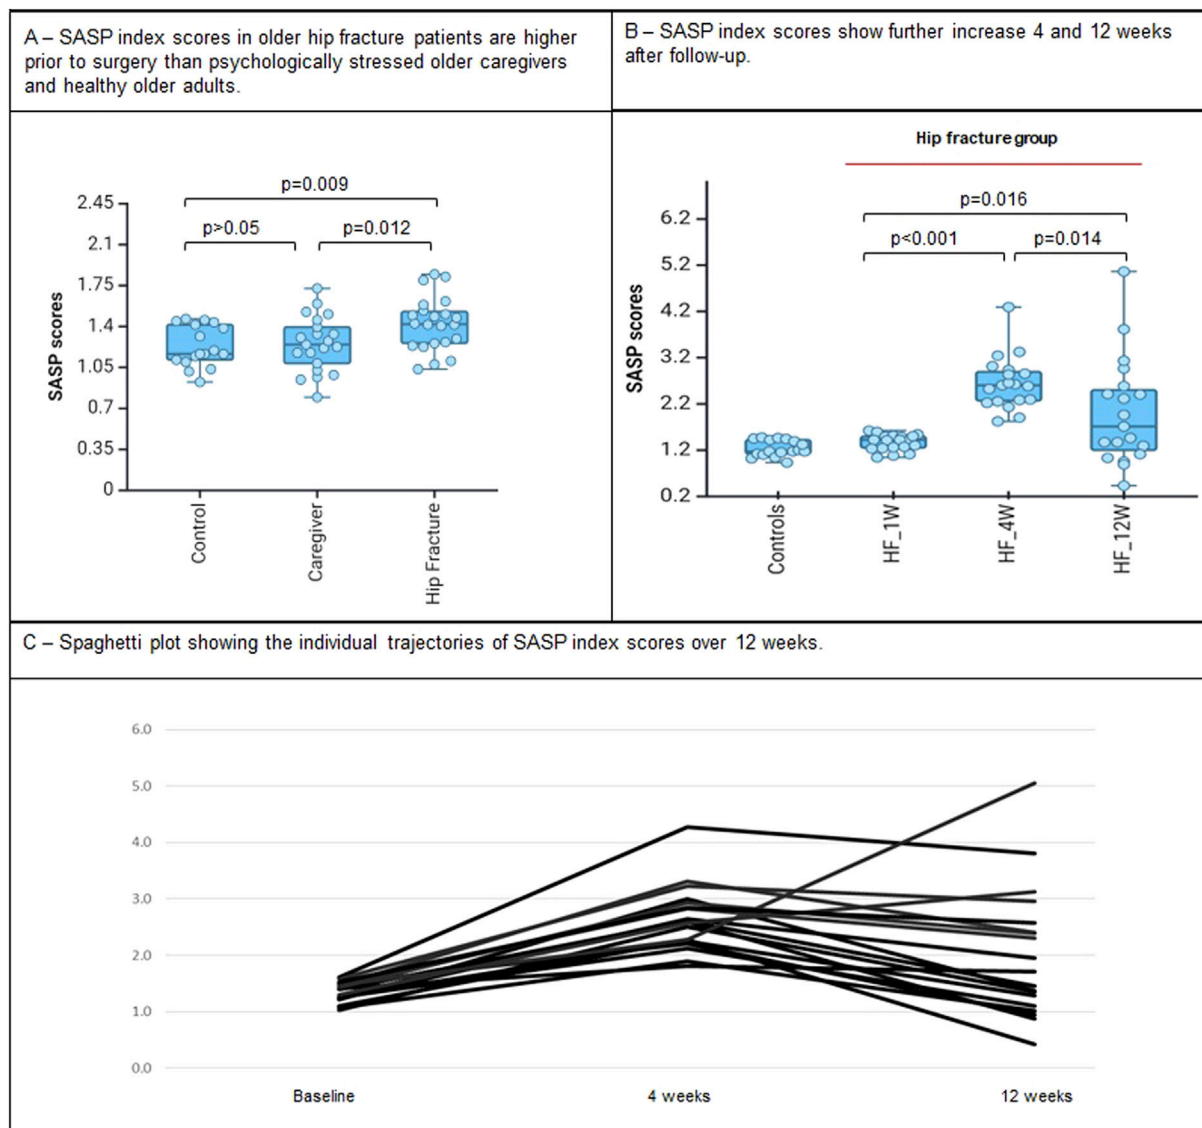 A – SASP index scores in older hip fracture patients are higher
prior to surgery than psychologically stressed older caregivers
and healthy older adults.
B – SASP index scores show further increase 4 and 12 weeks
after follow-up.
p=0.009
p>0.05
p=0.012
SASP scores
2.45
2.1
1.75
1.4
1.05
0.7
0.35
0
Control
Caregiver
Hip Fracture
Hip fracture group
p=0.016
p<0.001
p=0.014
SASP scores
6.2
5.2
4.2
3.2
2.2
1.2
0.2
Controls
HF_1W
HF_4W
HF_12W
C – Spaghetti plot showing the individual trajectories of SASP index scores over 12 weeks.
6.0
5.0
4.0
3.0
2.0
1.0
0.0
Baseline
4 weeks
12 weeks